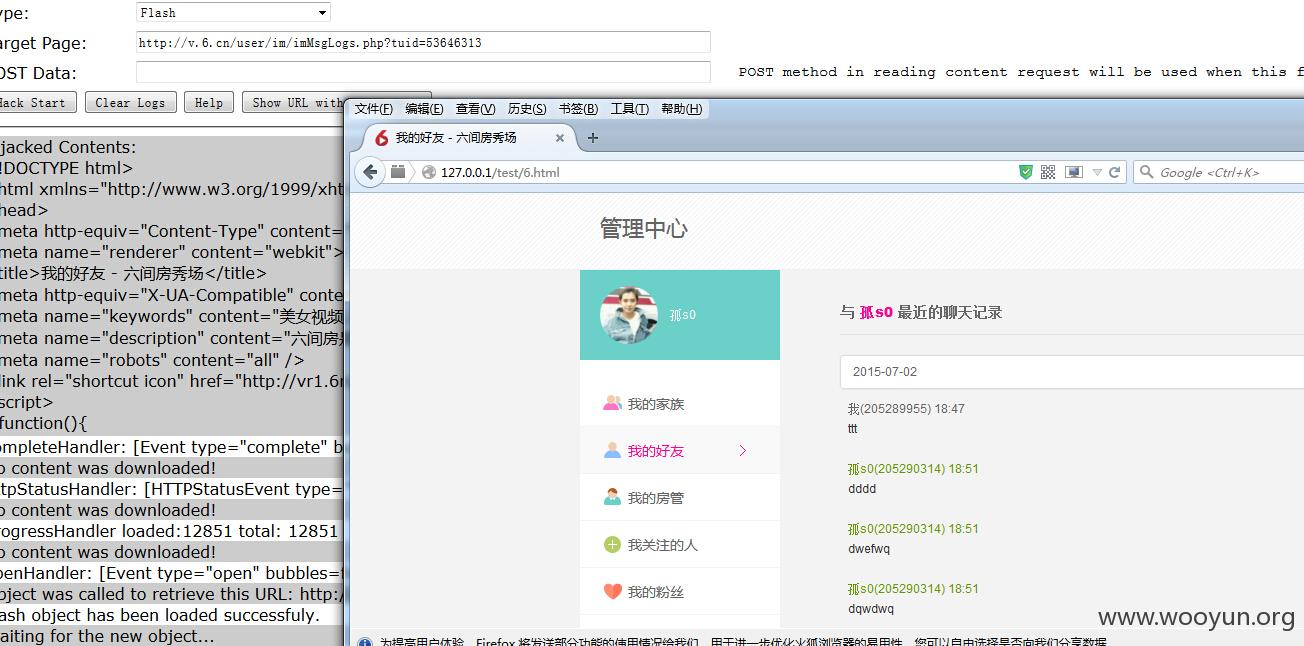 ype:
Flash
arget Page:
http://v.6.cn/user/im/imMsgLogs.php?tuid=53646313
OST Data:
POST method in reading content request will be used when this f
Hack Start
Clear Logs
Help
Show URL with
jacked Contents:
!DOCTYPE html>
html xmlns="http://www.w3.org/1999/xht
head>
meta http-equiv="Content-Type" content=
meta name="renderer" content="webkit">
title>我的好友 - 六间房秀场</title>
meta http-equiv="X-UA-Compatible" conte
meta name="keywords" content="美女视频
meta name="description" content="六间房是
meta name="robots" content="all" />
link rel="shortcut icon" href="http://vr1.6r
script>
function(){
ompleteHandler: [Event type="complete" b
o content was downloaded!
ttpStatusHandler: [HTTPStatusEvent type=
o content was downloaded!
rogressHandler loaded:12851 total: 12851
o content was downloaded!
penHandler: [Event type="open" bubbles=
bject was called to retrieve this URL: http:/
ash object has been loaded successfuly.
aiting for the new object...
文件(F) 编辑(E) 查看(V) 历史(S) 书签(B) 工具(T) 帮助(H)
我的好友 - 六间房秀场
127.0.0.1/test/6.html
Google <Ctrl+K>
管理中心
孤s0
我的家族
我的好友
我的房管
我关注的人
我的粉丝
与 孤s0 最近的聊天记录
2015-07-02
我(205289955) 18:47
ttt
孤s0(205290314) 18:51
dddd
孤s0(205290314) 18:51
dwefwq
孤s0(205290314) 18:51
dqwdwq
www.wooyun.org
为提高用户体验，Firefox 将发送部分功能的使用情况给我们，用于进一步优化火狐浏览器的易用性，您可以自由选择是否向我们分享数据